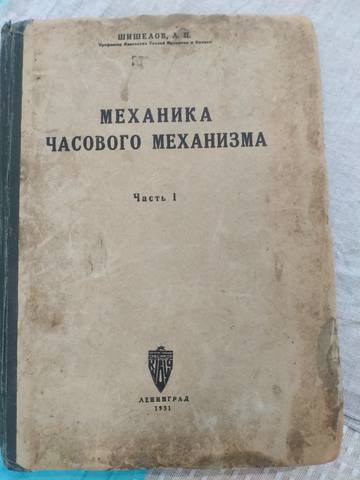 ШИШЕЛОВ, Л. П.
МЕХАНИКА
ЧАСОВОГО МЕХАНИЗМА
Часть I
ЛЕНИНГРАД
1931